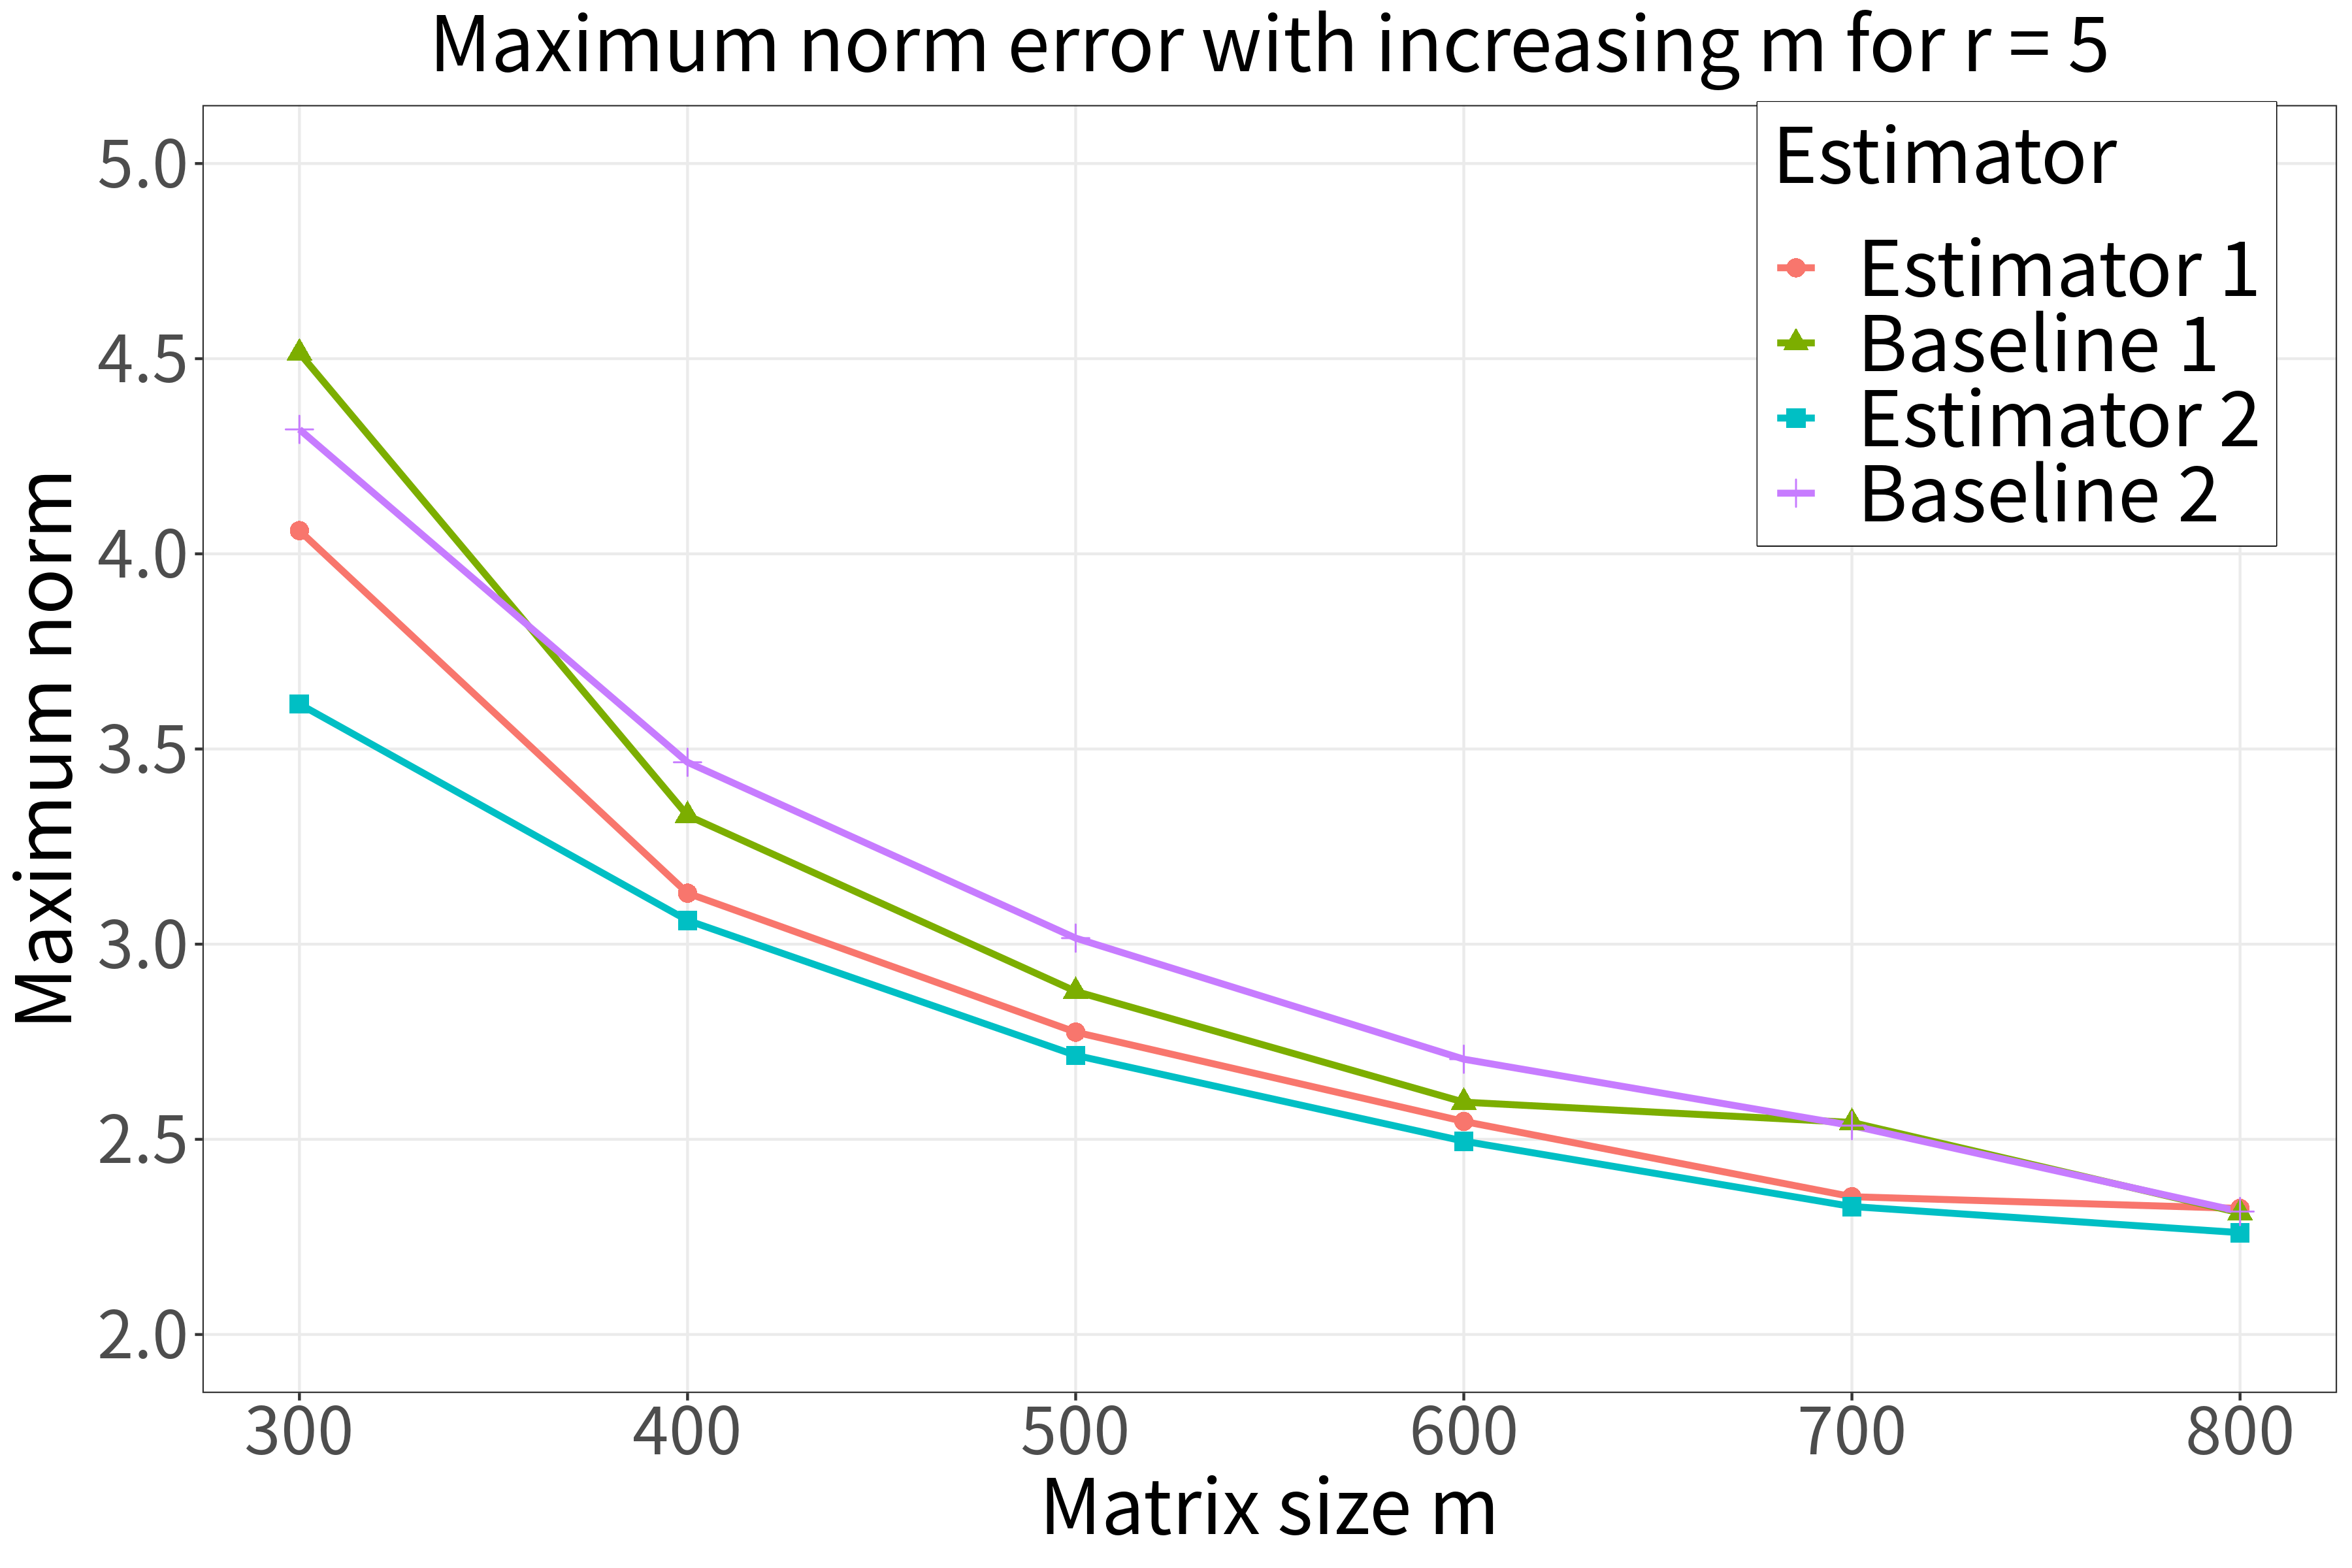 Maximum norm error with increasing m for r = 5
Estimator
Estimator 1
Baseline 1
Estimator 2
Baseline 2
Maximum norm
5.0
4.5
4.0
3.5
3.0
2.5
2.0
300 400 500 600 700 800
Matrix size m